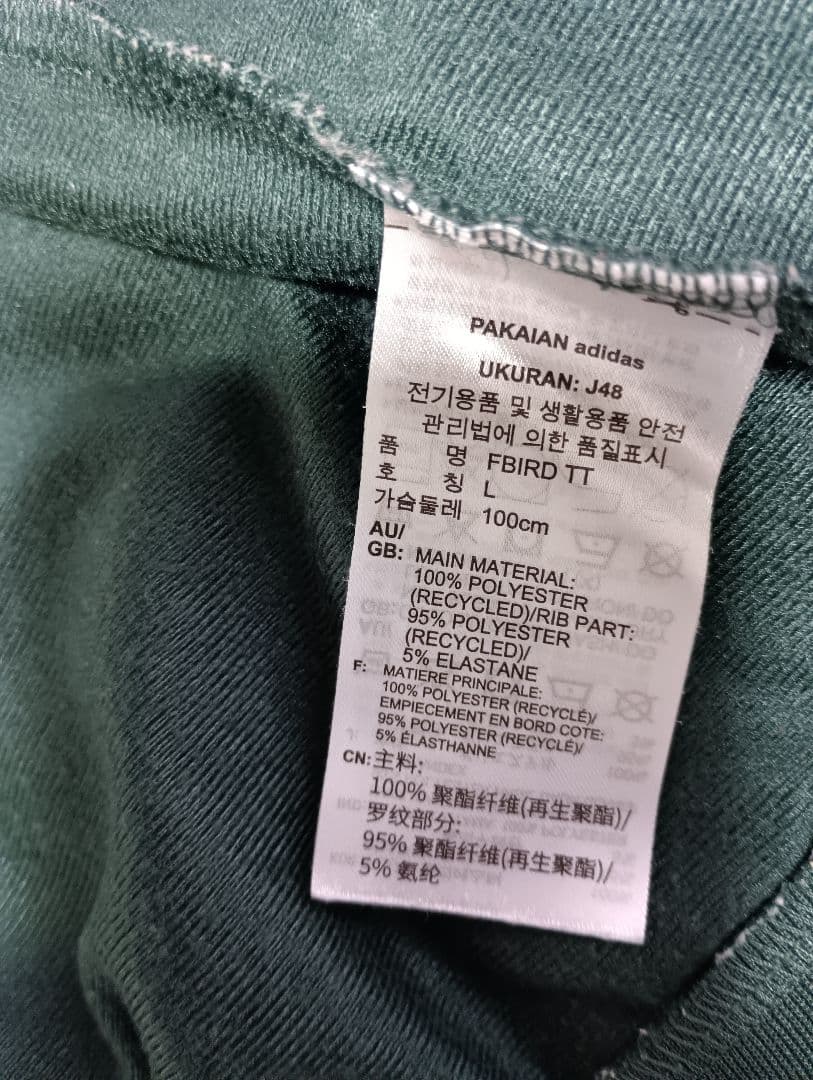 PAKAIAN adidas
UKURAN: J48
전기용품 및 생활용품 안전
관리법에 의한 품질표시
품 명 FBIRD TT
호 칭 L
가슴둘레 100cm
AU/
GB: MAIN MATERIAL:
100% POLYESTER
(RECYCLED)/RIB PART:
95% POLYESTER
(RECYCLED)/
5% ELASTANE
F: MATIERE PRINCIPALE:
100% POLYESTER (RECYCLÉ)/
EMPIECEMENT EN BORD COTE:
95% POLYESTER (RECYCLÉ)/
5% ÉLASTHANNE
CN: 主料:
100% 聚酯纤维(再生聚酯)/
罗纹部分:
95% 聚酯纤维(再生聚酯)/
5% 氨纶